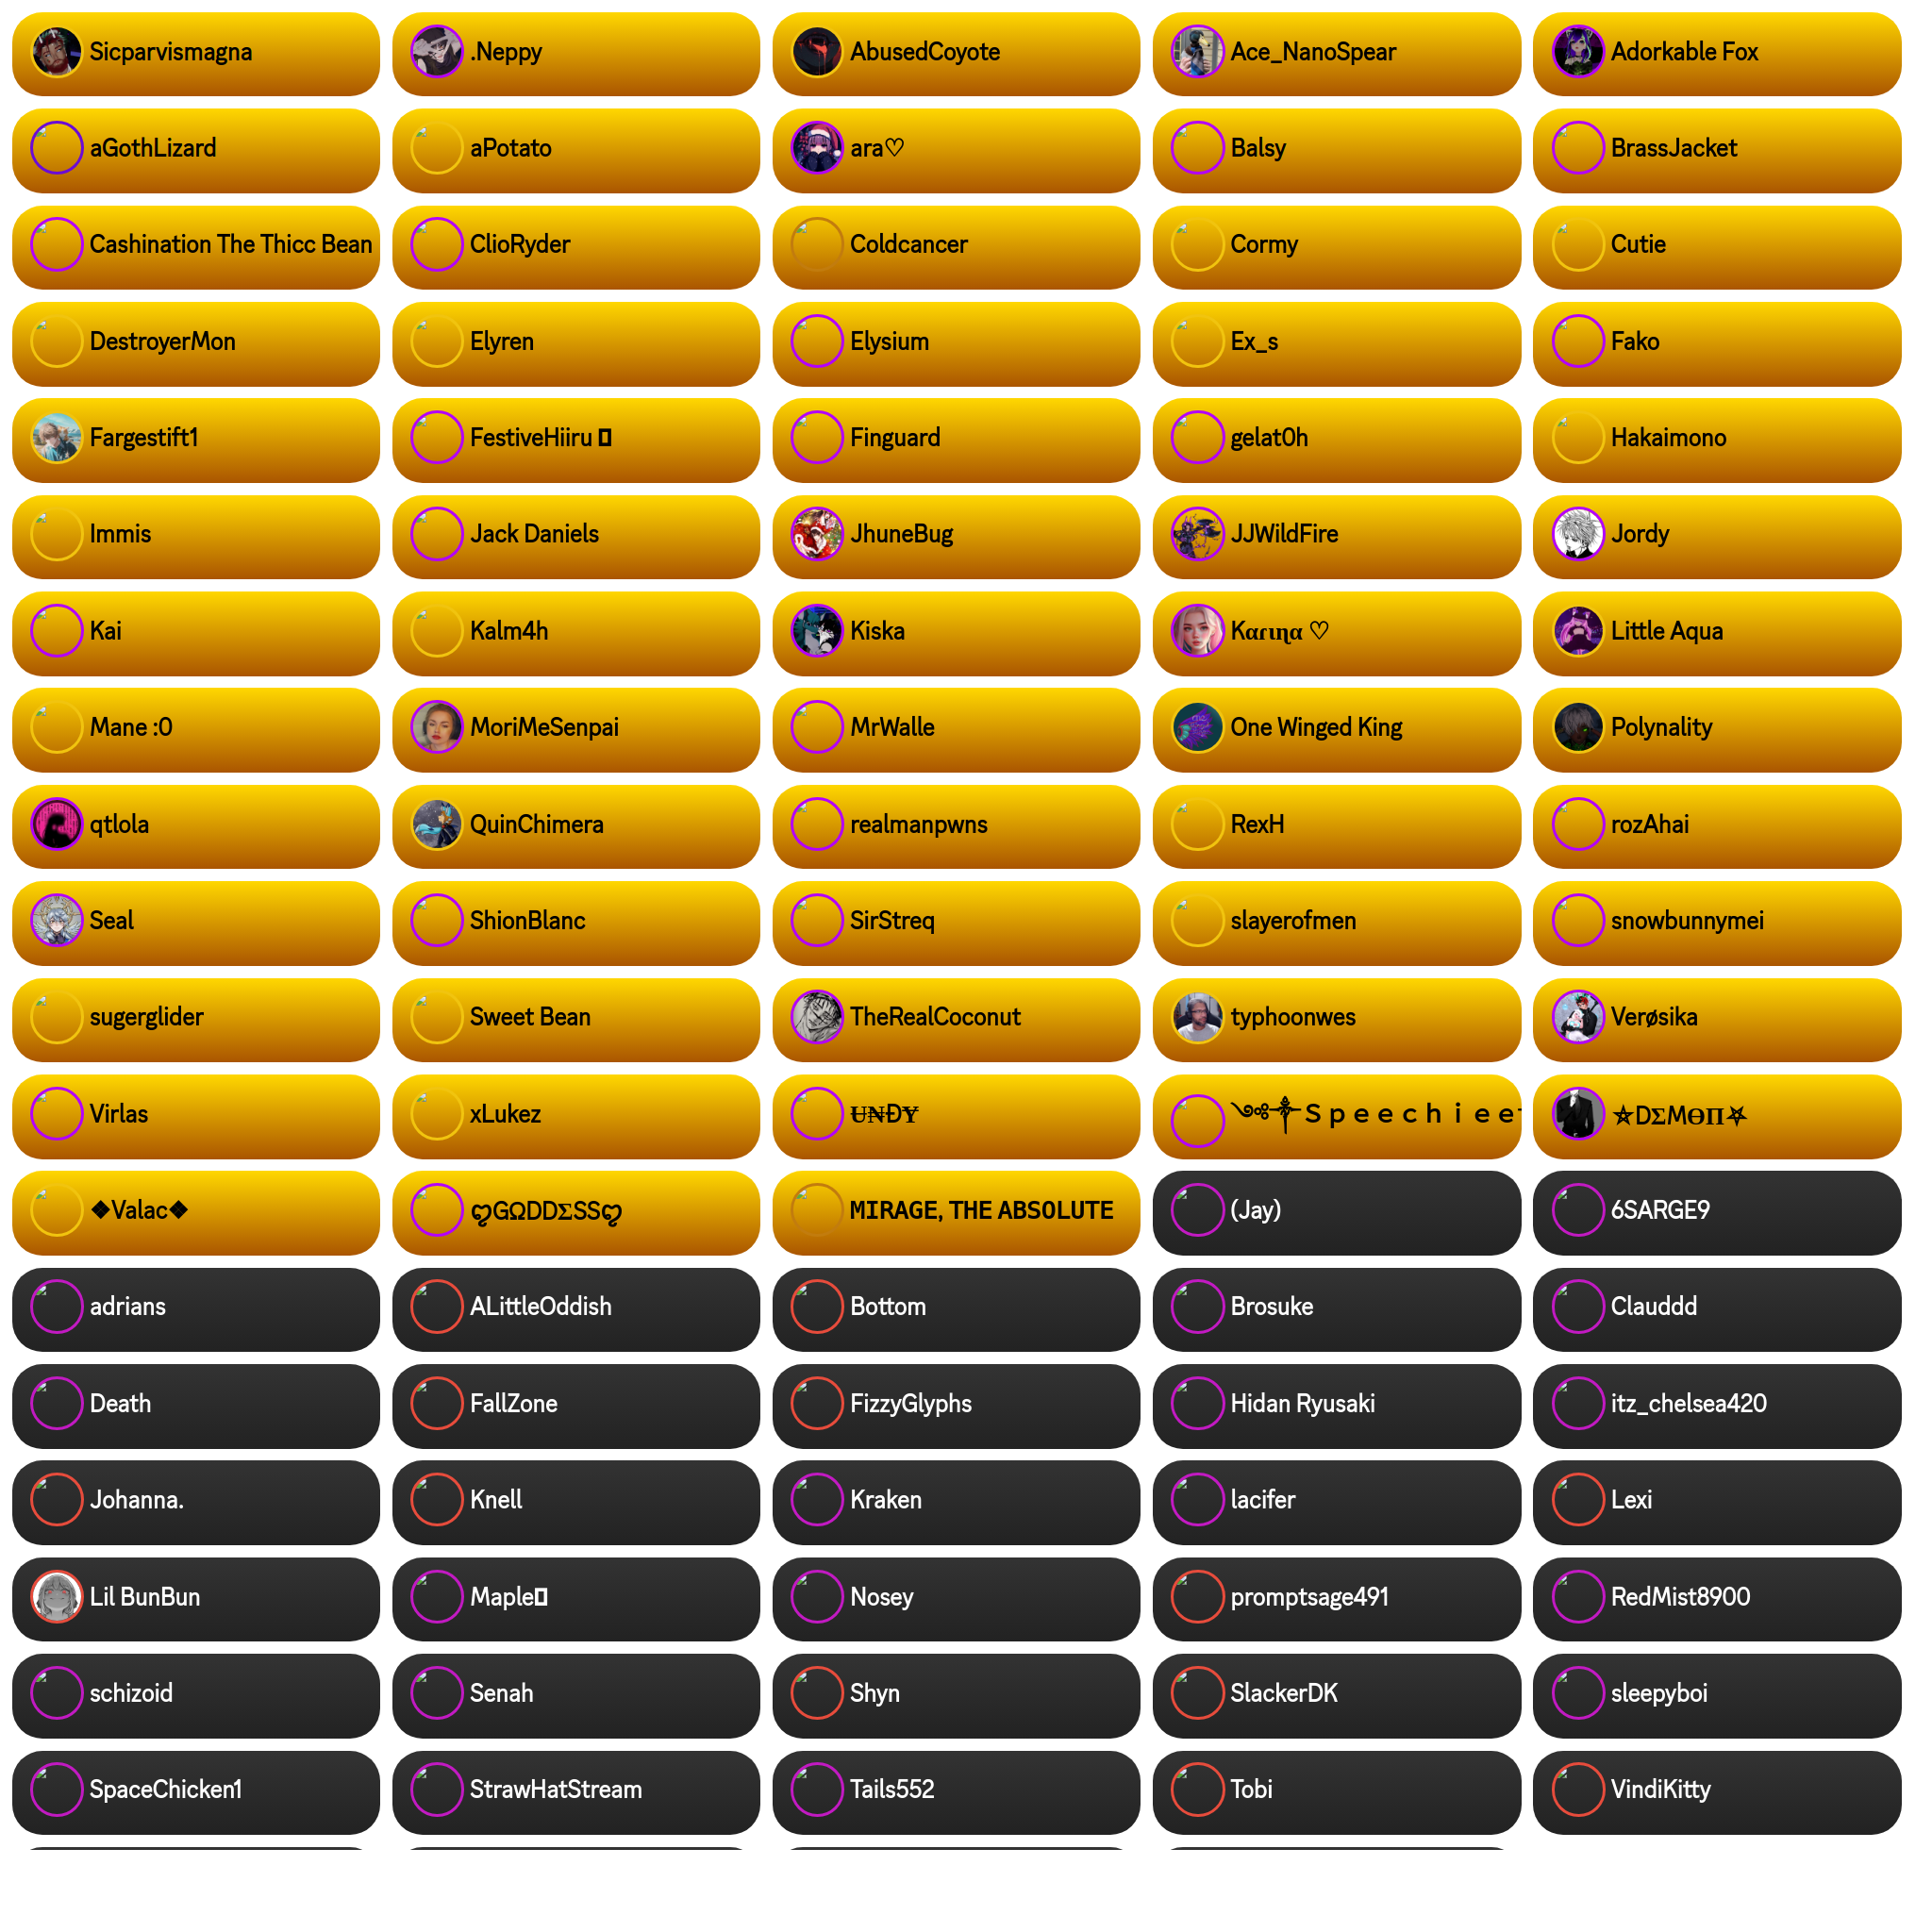 Sicparvismagna
.Neppy
AbusedCoyote
Ace_NanoSpear
Adorkable Fox
aGothLizard
aPotato
ara♡
Balsy
BrassJacket
Cashination The Thicc Bean
ClioRyder
Coldcancer
Cormy
Cutie
DestroyerMon
Elyren
Elysium
Ex_s
Fako
Fargestift1
FestiveHiiru
Finguard
gelat0h
Hakaimono
Immis
Jack Daniels
JhuneBug
JJWildFire
Jordy
Kai
Kalm4h
Kiska
Kαɾιɳα ♡
Little Aqua
Mane :0
MoriMeSenpai
MrWalle
One Winged King
Polynality
qtlola
QuinChimera
realmanpwns
RexH
rozAhai
Seal
ShionBlanc
SirStreq
slayerofmen
snowbunnymei
sugerglider
Sweet Bean
TheRealCoconut
typhoonwes
Verøsika
Virlas
xLukez
Ʉ₦ĐɎ
༺✞Ｓｐｅｅｃｈｉｅｅ
⛤DΣMӨП⛧
❖Valac❖
ღGΩDDΣSSღ
MIRAGE, THE ABSOLUTE
(Jay)
6SARGE9
adrians
ALittleOddish
Bottom
Brosuke
Clauddd
Death
FallZone
FizzyGlyphs
Hidan Ryusaki
itz_chelsea420
Johanna.
Knell
Kraken
lacifer
Lexi
Lil BunBun
Maple
Nosey
promptsage491
RedMist8900
schizoid
Senah
Shyn
SlackerDK
sleepyboi
SpaceChicken1
StrawHatStream
Tails552
Tobi
VindiKitty